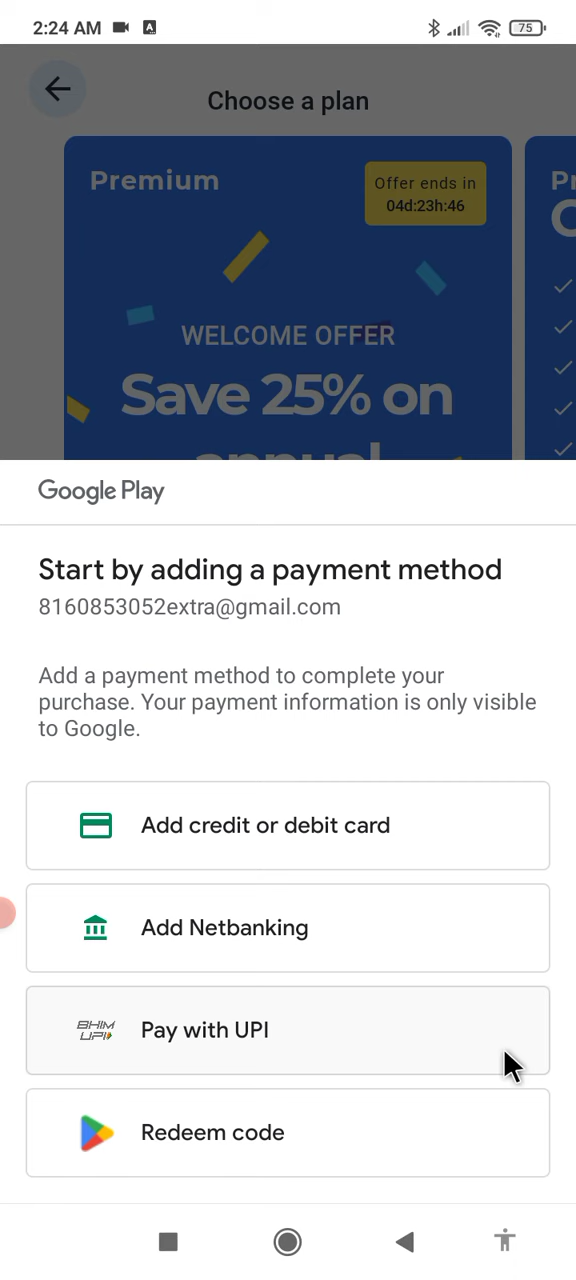 2:24 AM
A
75
Choose a plan
Premium
Offer ends in
04d:23h:46
WELCOME OFFER
Save 25% on
annual
Pr
Google Play
Start by adding a payment method
8160853052extra@gmail.com
Add a payment method to complete your
purchase. Your payment information is only visible
to Google.
Add credit or debit card
Add Netbanking
BHIM
UPI
Pay with UPI
Redeem code